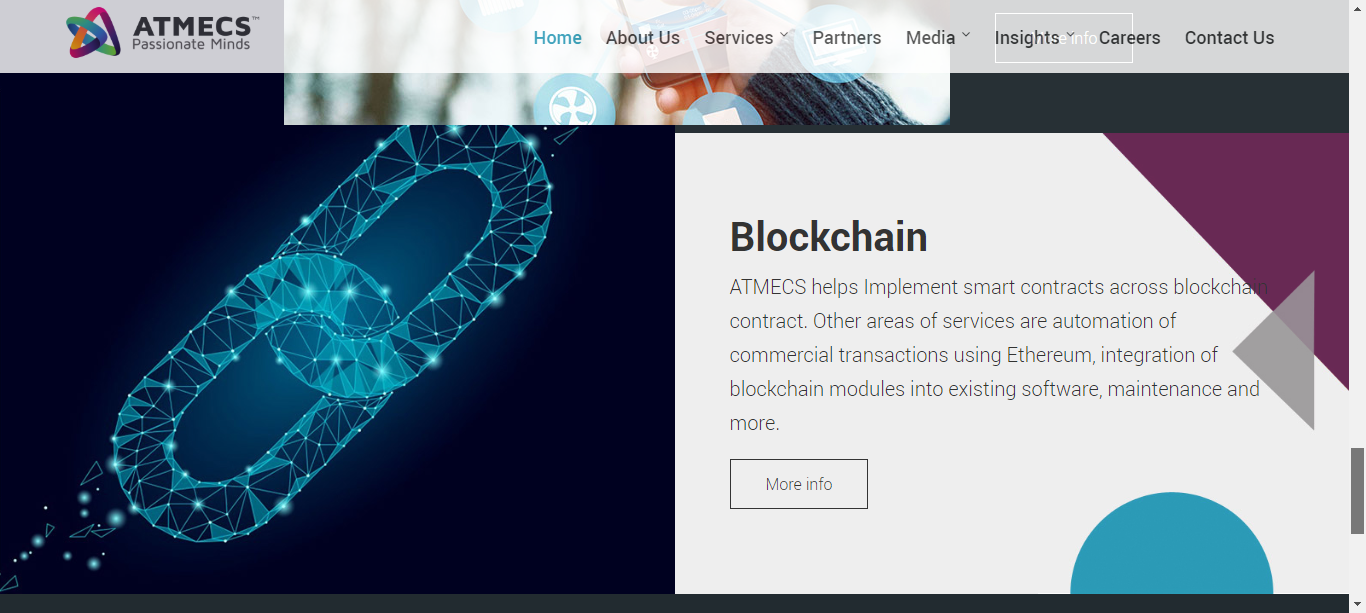 ATMECS™
Passionate Minds
Home About Us Services Partners Media Insights Careers Contact Us
info
Blockchain
ATMECS helps Implement smart contracts across blockchain
contract. Other areas of services are automation of
commercial transactions using Ethereum, integration of
blockchain modules into existing software, maintenance and
more.
More info